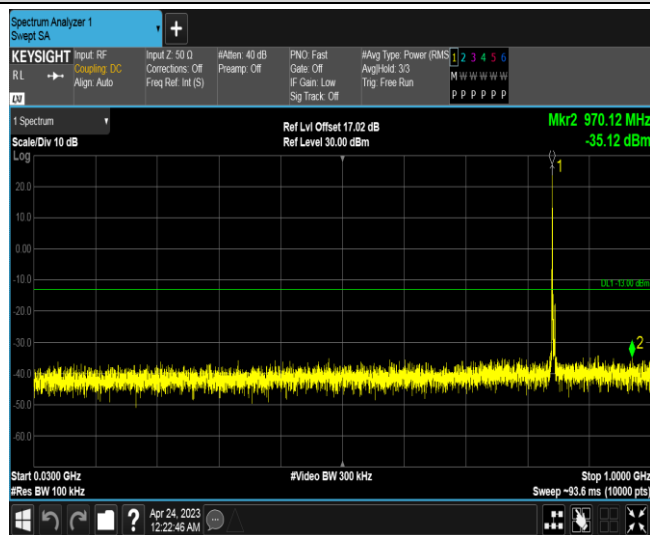 Spectrum Analyzer 1
Swept SA
+
KEYSIGHT
RL
LXI
Input: RF
Coupling: DC
Align: Auto
Input Z: 50 Ω
Corrections: Off
Freq Ref: Int (S)
#Atten: 40 dB
Preamp: Off
PNO: Fast
Gate: Off
IF Gain: Low
Sig Track: Off
#Avg Type: Power (RMS
Avg|Hold: 3/3
Trig: Free Run
1 2 3 4 5 6
M W W W W W
P P P P P P
1 Spectrum
Scale/Div 10 dB
Log
Ref Lvl Offset 17.02 dB
Ref Level 30.00 dBm
Mkr2 970.12 MHz
-35.12 dBm
1
20.0
10.0
0.00
-10.0
DL1 -13.00 dBm
-20.0
-30.0
2
-40.0
-50.0
-60.0
Start 0.0300 GHz
#Video BW 300 kHz
Stop 1.0000 GHz
#Res BW 100 kHz
Sweep ~93.6 ms (10000 pts)
?
Apr 24, 2023
12:22:46 AM